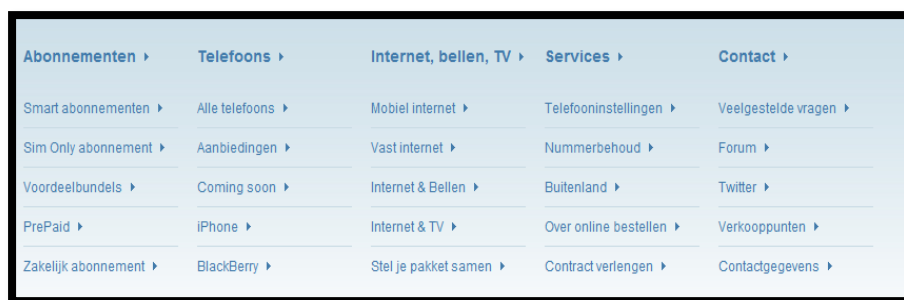 Abonnementen
Smart abonnementen
Sim Only abonnement
Voordeelbundels
PrePaid
Zakelijk abonnement
Telefoons
Alle telefoons
Aanbiedingen
Coming soon
iPhone
BlackBerry
Internet, bellen, TV
Mobiel internet
Vast internet
Internet & Bellen
Internet & TV
Stel je pakket samen
Services
Telefooninstellingen
Nummerbehoud
Buitenland
Over online bestellen
Contract verlengen
Contact
Veelgestelde vragen
Forum
Twitter
Verkooppunten
Contactgegevens